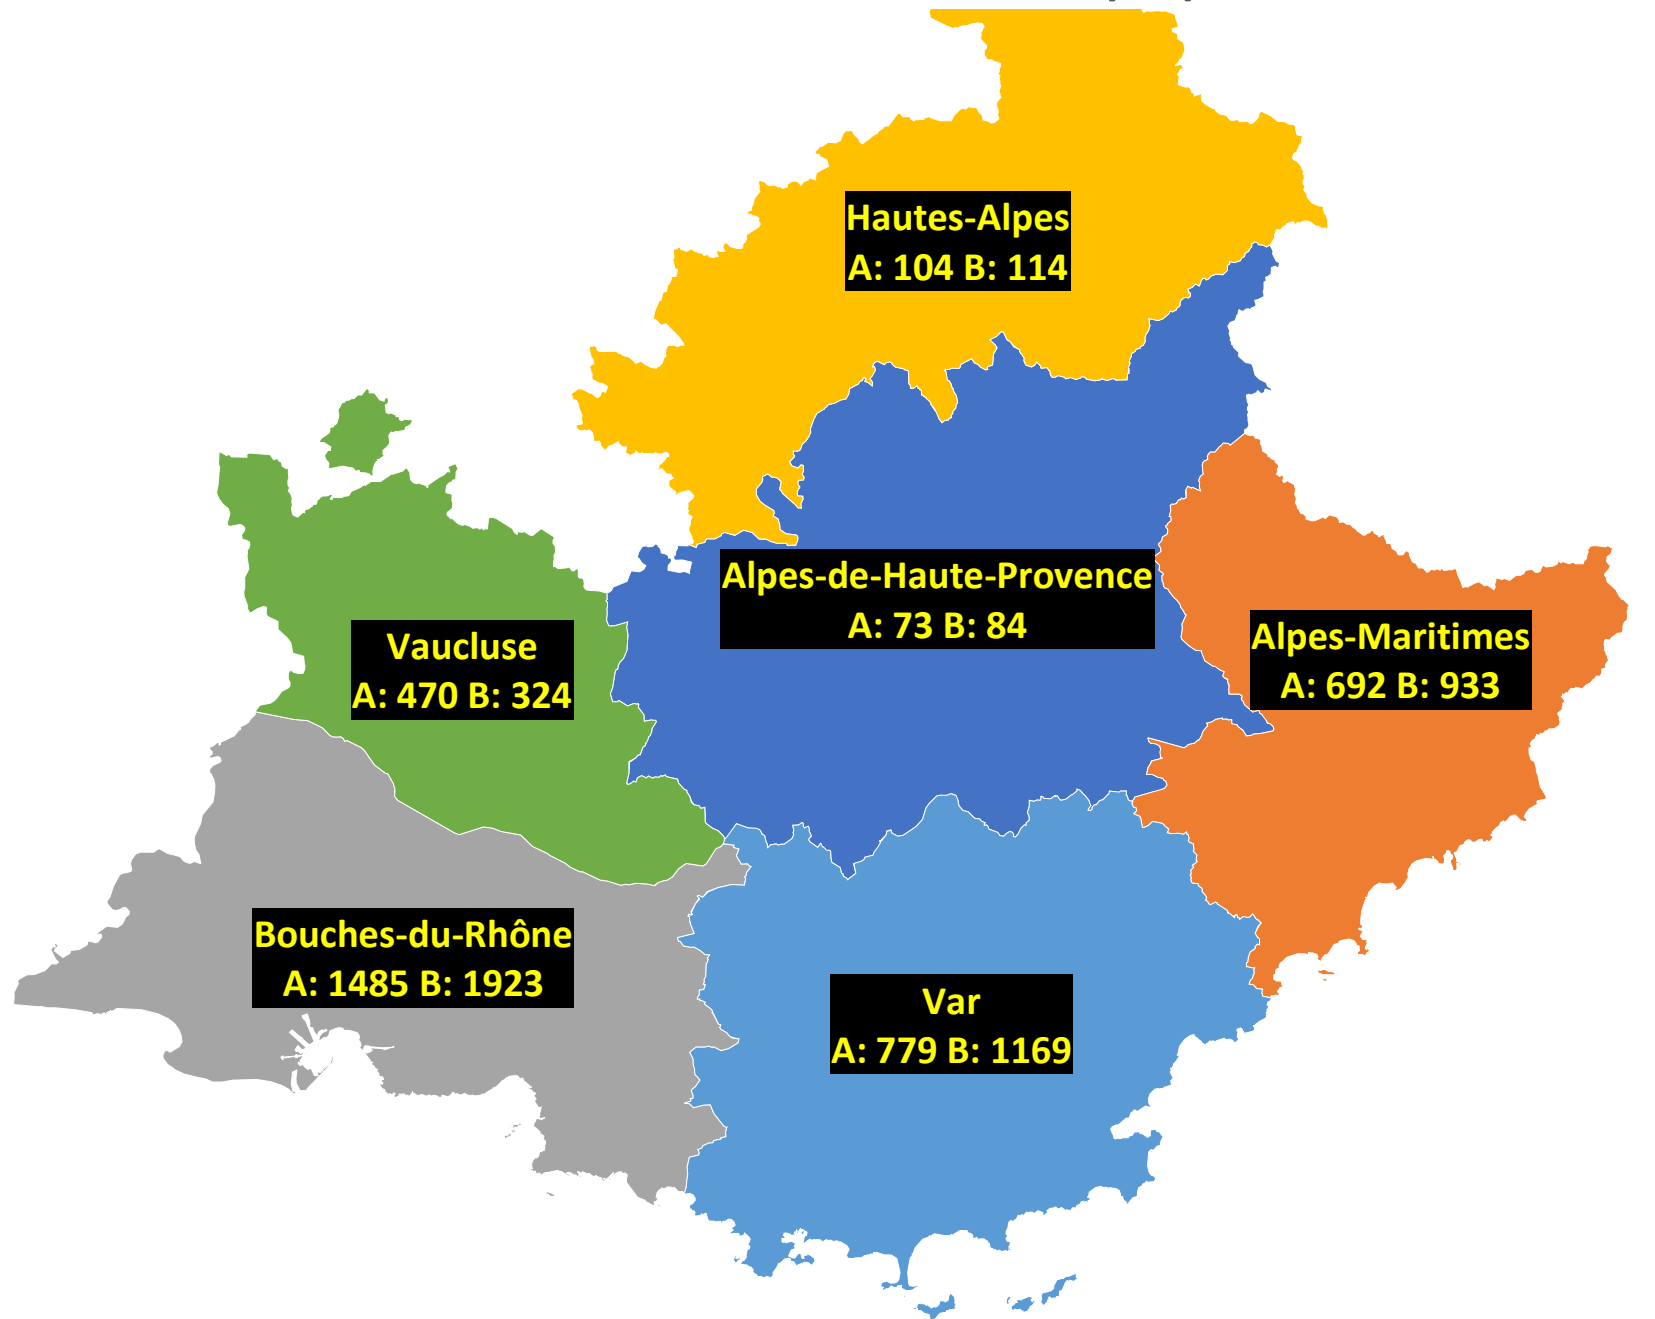 Hautes-Alpes
A: 104 B: 114
Alpes-de-Haute-Provence
A: 73 B: 84
Alpes-Maritimes
A: 692 B: 933
Vaucluse
A: 470 B: 324
Bouches-du-Rhône
A: 1485 B: 1923
Var
A: 779 B: 1169